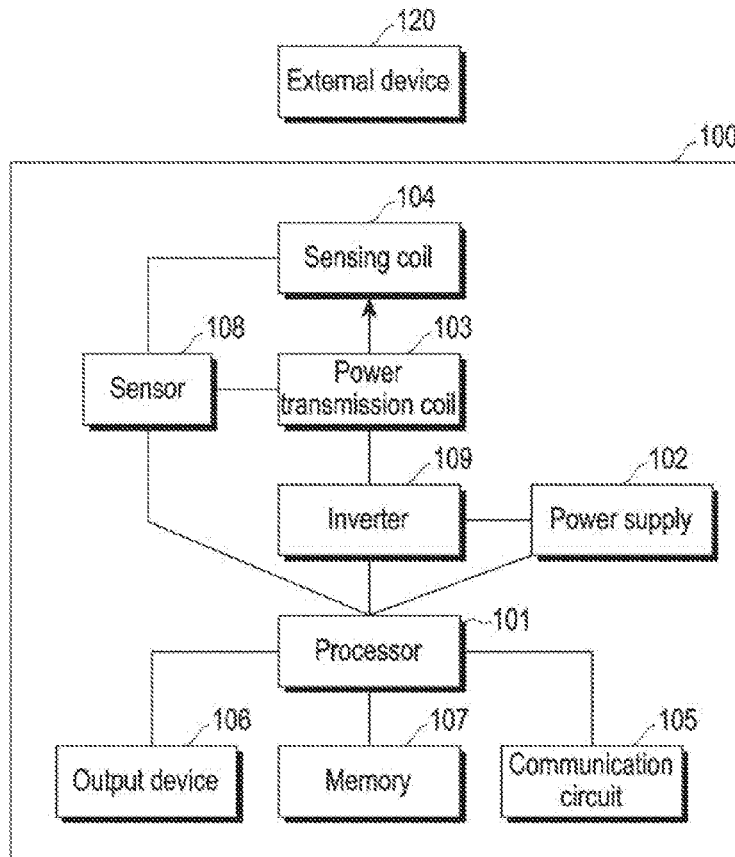 120
External device
100
104
Sensing coil
108
Sensor
103
Power
transmission coil
109
Inverter
102
Power supply
101
Processor
106
Output device
107
Memory
105
Communication
circuit